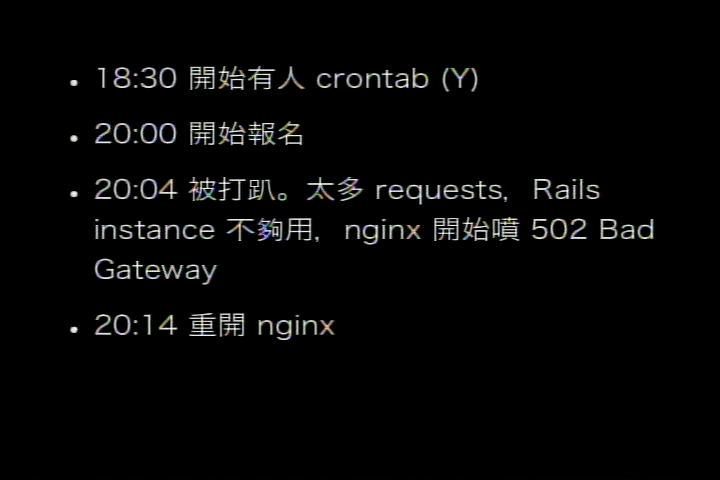 • 18:30 開始有人 crontab (Y)
• 20:00 開始報名
• 20:04 被打趴。太多 requests, Rails
instance 不夠用, nginx 開始噴 502 Bad
Gateway
• 20:14 重開 nginx